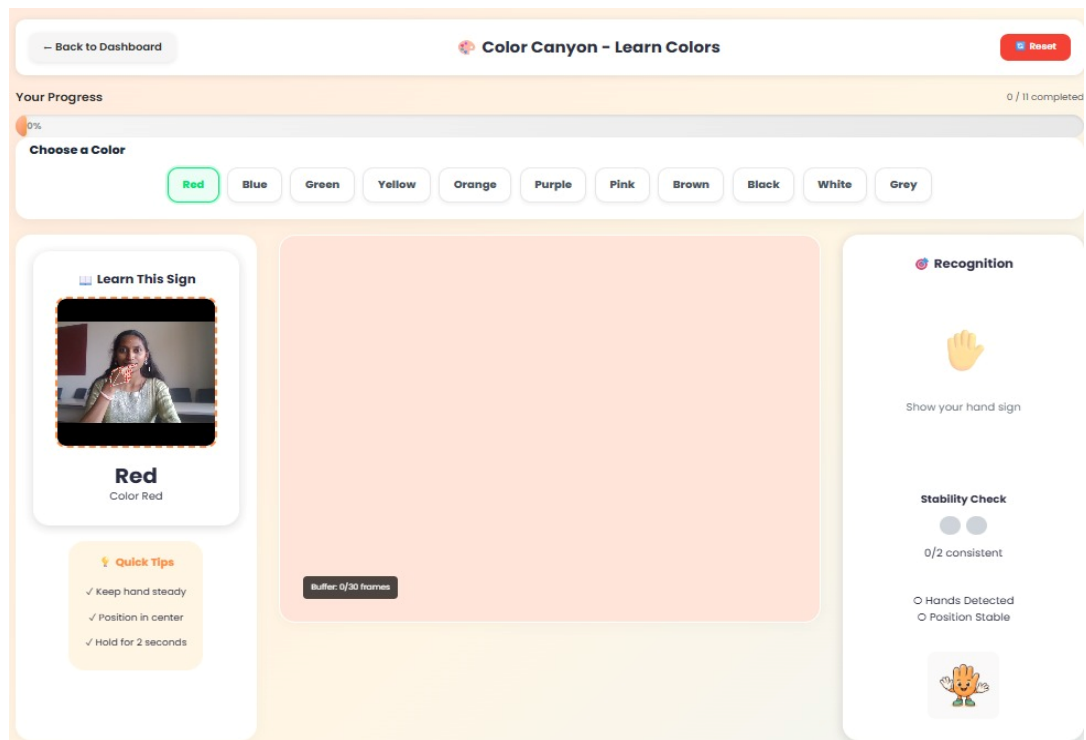 ← Back to Dashboard
Color Canyon - Learn Colors
Reset
Your Progress
0 / 11 completed
0%
Choose a Color
Red
Blue
Green
Yellow
Orange
Purple
Pink
Brown
Black
White
Grey
Learn This Sign
Red
Color Red
Quick Tips
✓ Keep hand steady
✓ Position in center
✓ Hold for 2 seconds
Buffer: 0/30 frames
Recognition
Show your hand sign
Stability Check
0/2 consistent
○ Hands Detected
○ Position Stable